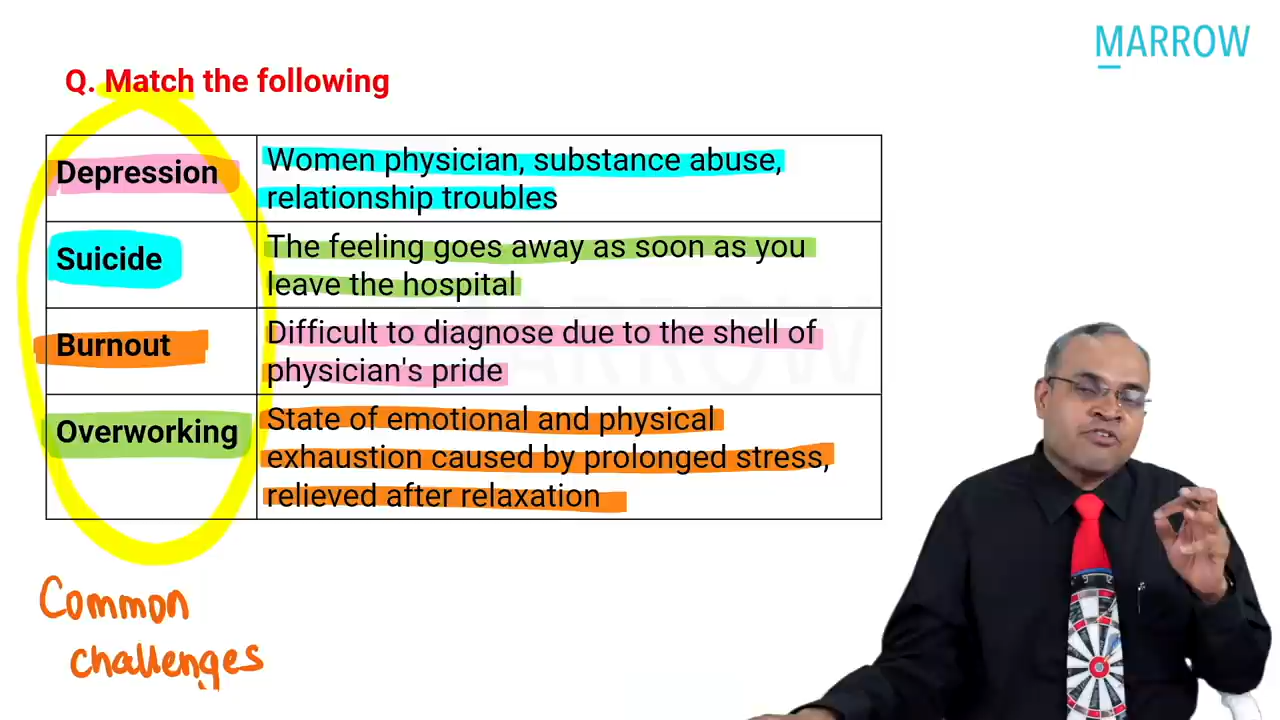 MARROW
Q. Match the following
Depression
Women physician, substance abuse,
relationship troubles
Suicide
The feeling goes away as soon as you
leave the hospital
Burnout
Difficult to diagnose due to the shell of
physician's pride
Overworking
State of emotional and physical
exhaustion caused by prolonged stress,
relieved after relaxation
Common
challenges